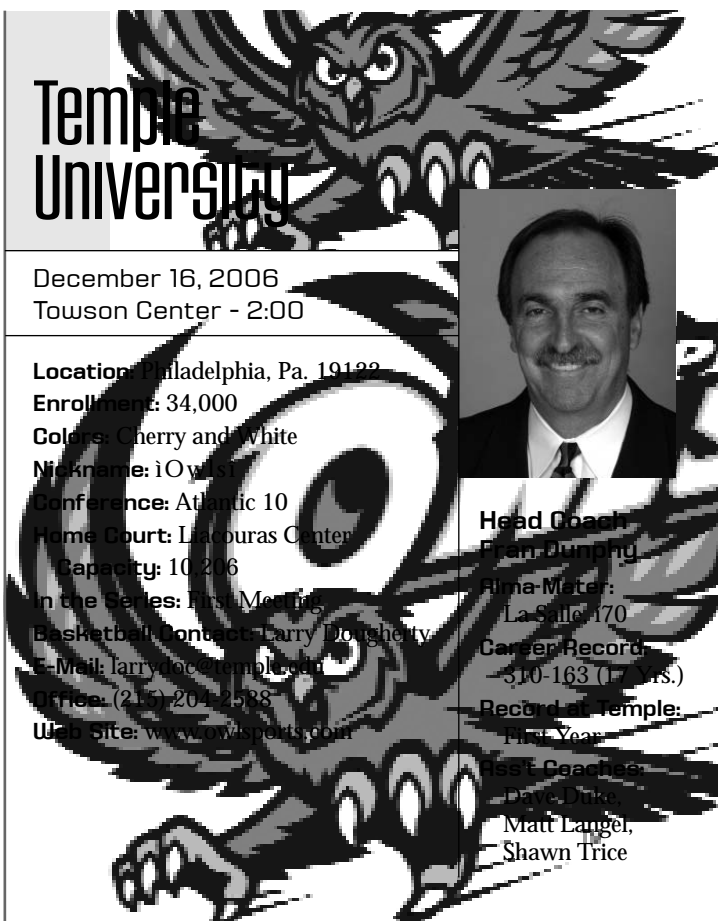 Temple
University
December 16, 2006
Towson Center - 2:00
Location: Philadelphia, Pa. 19122
Enrollment: 34,000
Colors: Cherry and White
Nickname: ìOwlsî
Conference: Atlantic 10
Home Court: Liacouras Center
Capacity: 10,206
In the Series: First Meeting
Basketball Contact: Larry Dougherty
E-Mail: larrydoc@temple.edu
Office: (215) 204-2588
Web Site: www.owlsports.com
Head Coach
Fran Dunphy
Alma-Mater:
La Salle, ì70
Career Record:
310-163 (17 Yrs.)
Record at Temple:
First Year
Ass't Coaches:
Dave Duke,
Matt Langel,
Shawn Trice